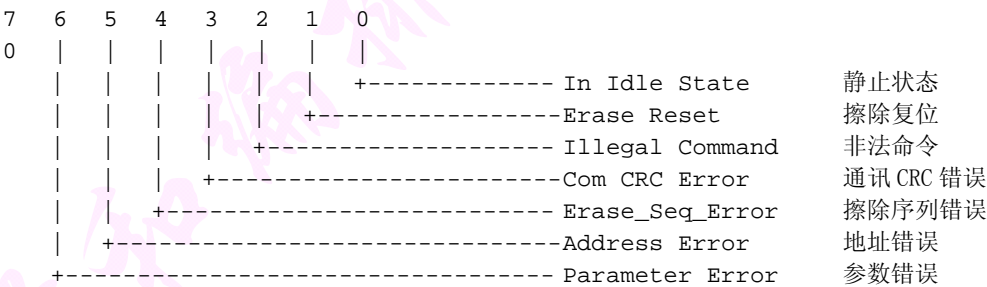 7 6 5 4 3 2 1 0
0 | | | | | | |
| | | | | | +------------- In Idle State 静止状态
| | | | | +-----------------Erase Reset 擦除复位
| | | | +-------------------- Illegal Command 非法命令
| | | +------------------------Com CRC Error 通讯 CRC 错误
| | +--------------------------- Erase_Seq_Error 擦除序列错误
| +-------------------------------Address Error 地址错误
+---------------------------------- Parameter Error 参数错误